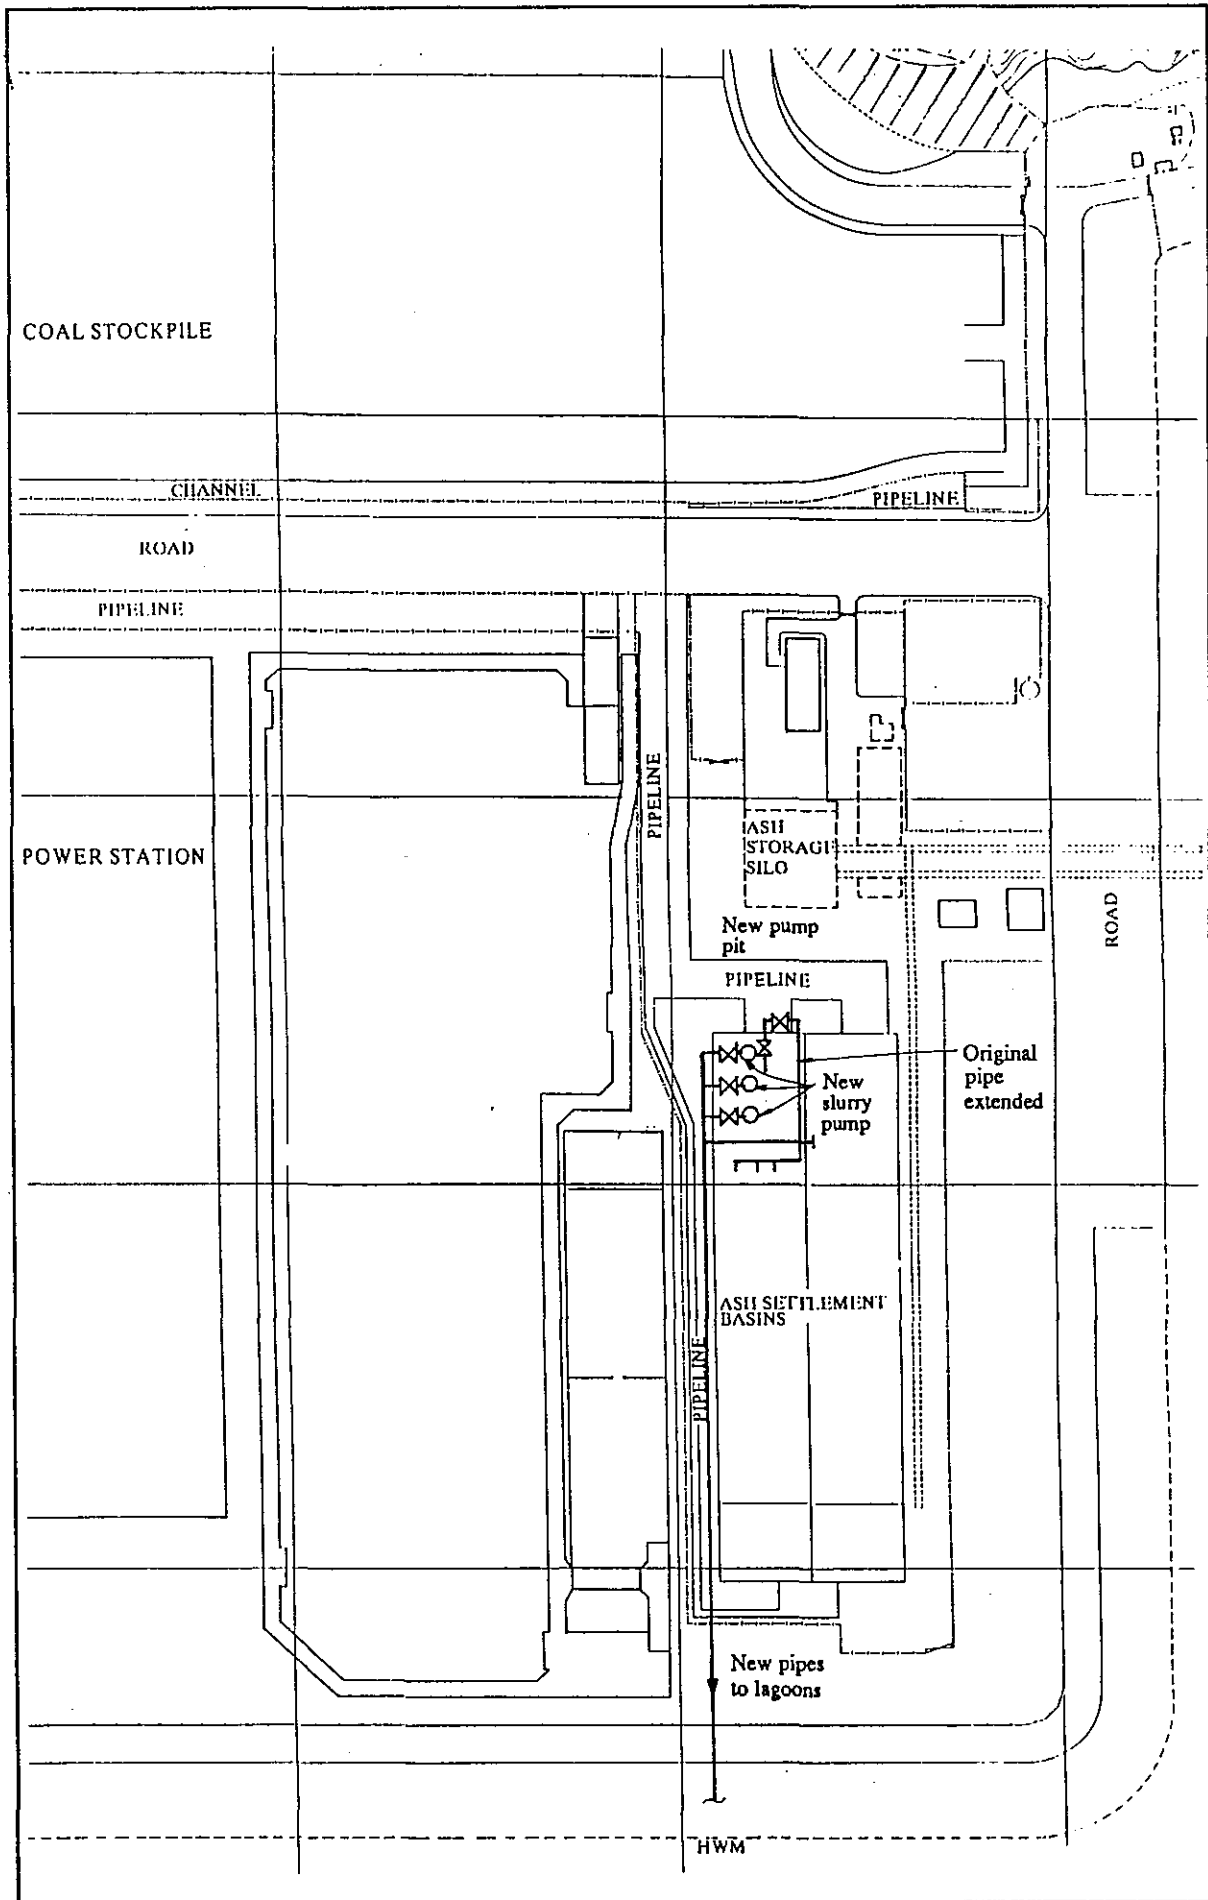 COAL STOCKPILE
CHANNEL
PIPELINE
ROAD
PIPELINE
PIPELINE
POWER STATION
ASH
STORAGE
SILO
ROAD
New pump
pit
PIPELINE
Original
pipe
extended
New
slurry
pump
ASH SETTLEMENT
BASINS
PIPELINE
New pipes
to lagoons
HWM